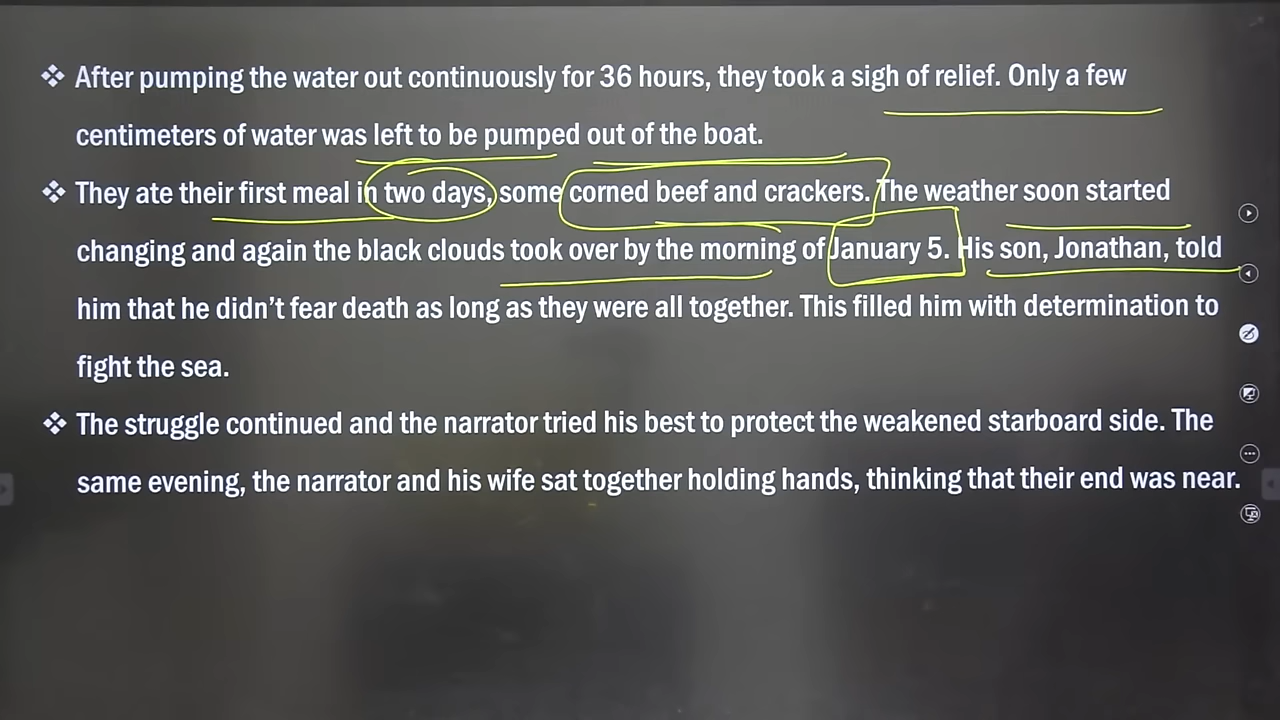 ❖ After pumping the water out continuously for 36 hours, they took a sigh of relief. Only a few
centimeters of water was left to be pumped out of the boat.
❖ They ate their first meal in two days, some corned beef and crackers. The weather soon started
changing and again the black clouds took over by the morning of January 5. His son, Jonathan, told
him that he didn't fear death as long as they were all together. This filled him with determination to
fight the sea.
❖ The struggle continued and the narrator tried his best to protect the weakened starboard side. The
same evening, the narrator and his wife sat together holding hands, thinking that their end was near.